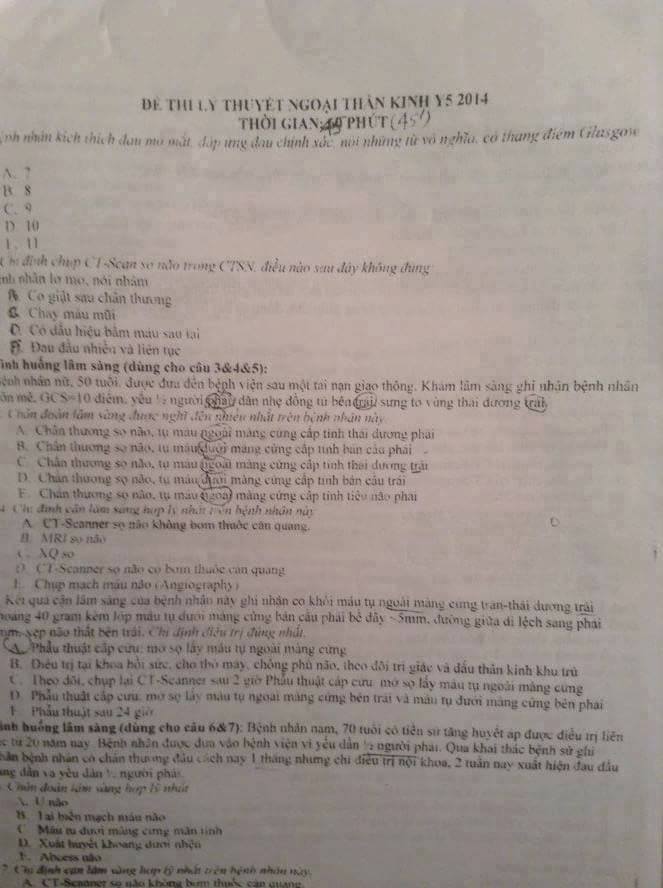 ĐỀ THI LÝ THUYẾT NGOẠI THẦN KINH Y5 2014
THỜI GIAN: PHÚT (45')
nhân kích thích đau mở mắt, đáp ứng đau chính xác, nói những từ vô nghĩa, có thang điểm Glasgow
A. 7
B. 8
C. 9
D. 10
E. 11
Chỉ định chụp CT-Scan sọ não trong CTSN, điều nào sau đây không đúng
nhân lơ mơ, nói nhảm
B. Co giật sau chấn thương
C. Chảy máu mũi
D. Có dấu hiệu bầm máu sau tai
E. Đau đầu nhiều và liên tục
huống lâm sàng (dùng cho câu 3&4&5):
nhân nữ, 50 tuổi, được đưa đến bệnh viện sau một tai nạn giao thông. Khám lâm sàng ghi nhận bệnh nhân
mê, GCS=10 điểm, yếu ½ người phải, dãn nhẹ đồng tử bên trái, sưng to vùng thái dương trái
Chẩn đoán lâm sàng được nghĩ đến nhiều nhất trên bệnh nhân này
A. Chấn thương sọ não, tụ máu ngoài màng cứng cấp tính thái dương phải
B. Chấn thương sọ não, tụ máu dưới màng cứng cấp tính bán cầu phải
C. Chấn thương sọ não, tụ máu ngoài màng cứng cấp tính thái dương trái
D. Chấn thương sọ não, tụ máu dưới màng cứng cấp tính bán cầu trái
E. Chấn thương sọ não, tụ máu ngoài màng cứng cấp tính tiểu não phải
4. Chỉ định cận lâm sàng hợp lý nhất trên bệnh nhân này
A. CT-Scanner sọ não không bơm thuốc cản quang.
B. MRI sọ não
C. XQ sọ
D. CT-Scanner sọ não có bơm thuốc cản quang
E. Chụp mạch máu não (Angiography)
Kết quả cận lâm sàng của bệnh nhân này ghi nhận có khối máu tụ ngoài màng cứng trán-thái dương trái
khoảng 40 gram kèm lớp máu tụ dưới màng cứng bán cầu phải bề dày ~5mm, đường giữa di lệch sang phải
xẹp não thất bên trái. Chỉ định điều trị đúng nhất.
A. Phẫu thuật cấp cứu: mở sọ lấy máu tụ ngoài màng cứng
B. Điều trị tại khoa hồi sức, cho thở máy, chống phù não, theo dõi tri giác và dấu thần kinh khu trú
C. Theo dõi, chụp lại CT-Scanner sau 2 giờ Phẫu thuật cấp cứu: mở sọ lấy máu tụ ngoài màng cứng
D. Phẫu thuật cấp cứu: mở sọ lấy máu tụ ngoài màng cứng bên trái và máu tụ dưới màng cứng bên phải
E. Phẫu thuật sau 24 giờ
huống lâm sàng (dùng cho câu 6&7): Bệnh nhân nam, 70 tuổi có tiền sử tăng huyết áp được điều trị liên
tục từ 20 năm nay. Bệnh nhân được đưa vào bệnh viện vì yếu dần ½ người phải. Qua khai thác bệnh sử ghi
nhận bệnh nhân có chấn thương đầu cách nay 1 tháng nhưng chỉ điều trị nội khoa, 2 tuần nay xuất hiện đau đầu
dần và yếu dần ½ người phải.
Chẩn đoán lâm sàng hợp lý nhất
A. U não
B. Tai biến mạch máu não
C. Máu tụ dưới màng cứng mãn tính
D. Xuất huyết khoang dưới nhện
E. Abcess não
7. Chỉ định cận lâm sàng hợp lý nhất trên bệnh nhân này.
A. CT-Scanner sọ não không bơm thuốc cản quang.